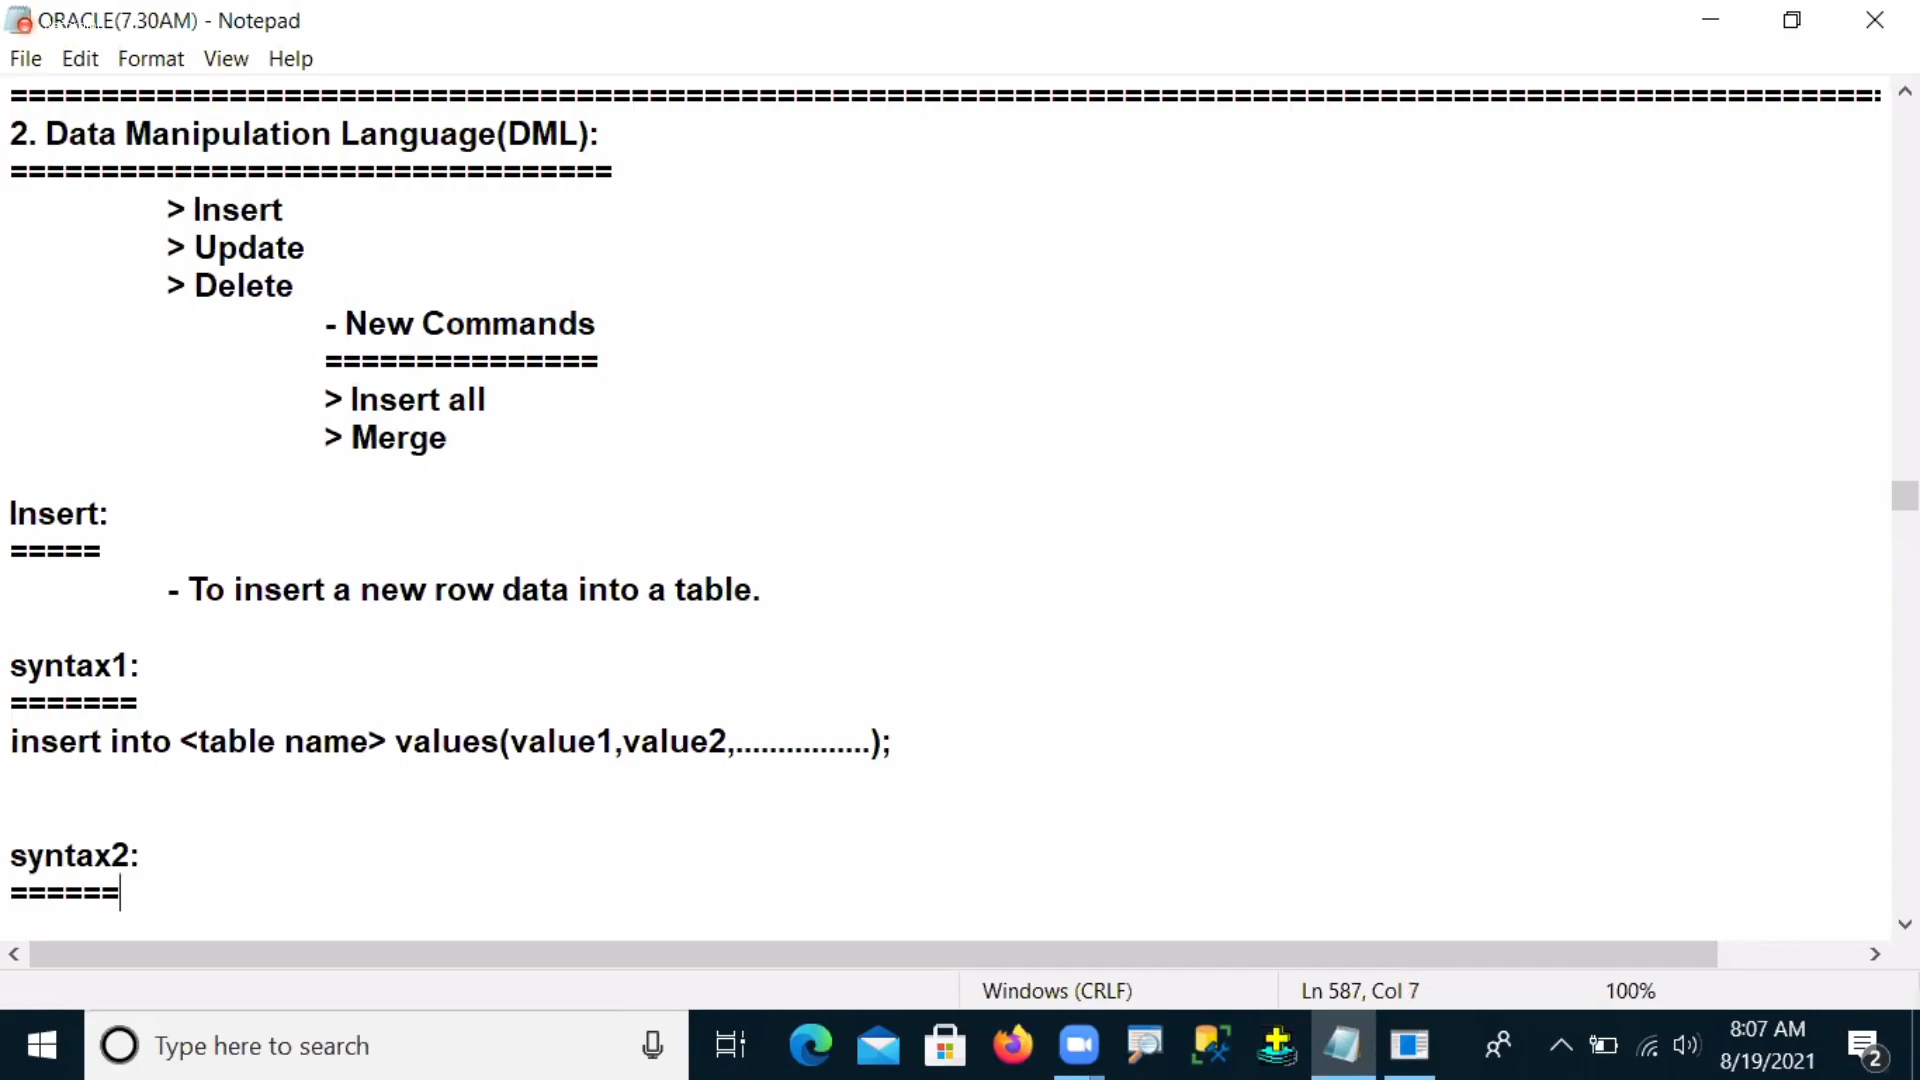 ORACLE(7.30AM) - Notepad
File Edit Format View Help
=======================================================================================================:
2. Data Manipulation Language(DML):
=================================
> Insert
> Update
> Delete
- New Commands
===============
> Insert all
> Merge
Insert:
=====
- To insert a new row data into a table.
syntax1:
=======
insert into <table name> values(value1,value2,................);
syntax2:
======
Windows (CRLF) Ln 587, Col 7 100%
Type here to search
8:07 AM
8/19/2021
2